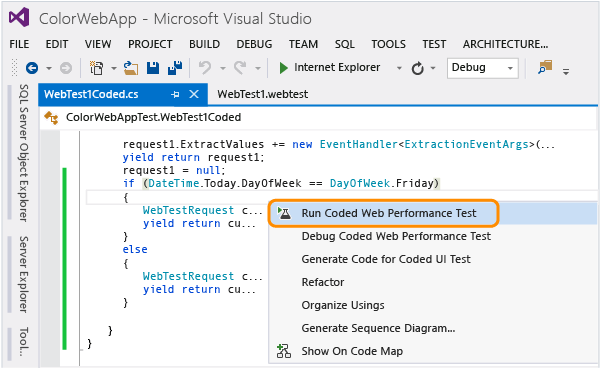 ColorWebApp - Microsoft Visual Studio
FILE EDIT VIEW PROJECT BUILD DEBUG TEAM SQL TOOLS TEST ARCHITECTURE...
Internet Explorer Debug
SQL Server Object Explorer
Server Explorer
Tool...
WebTest1Coded.cs WebTest1.webtest
ColorWebAppTest.WebTest1Coded
request1.ExtractValues += new EventHandler<ExtractionEventArgs>(...
yield return request1;
request1 = null;
if (DateTime.Today.DayOfWeek == DayOfWeek.Friday)
{
WebTestRequest c...
yield return cu...
}
else
{
WebTestRequest c...
yield return cu...
}
}
}
Run Coded Web Performance Test
Debug Coded Web Performance Test
Generate Code for Coded UI Test
Refactor
Organize Usings
Generate Sequence Diagram...
Show On Code Map